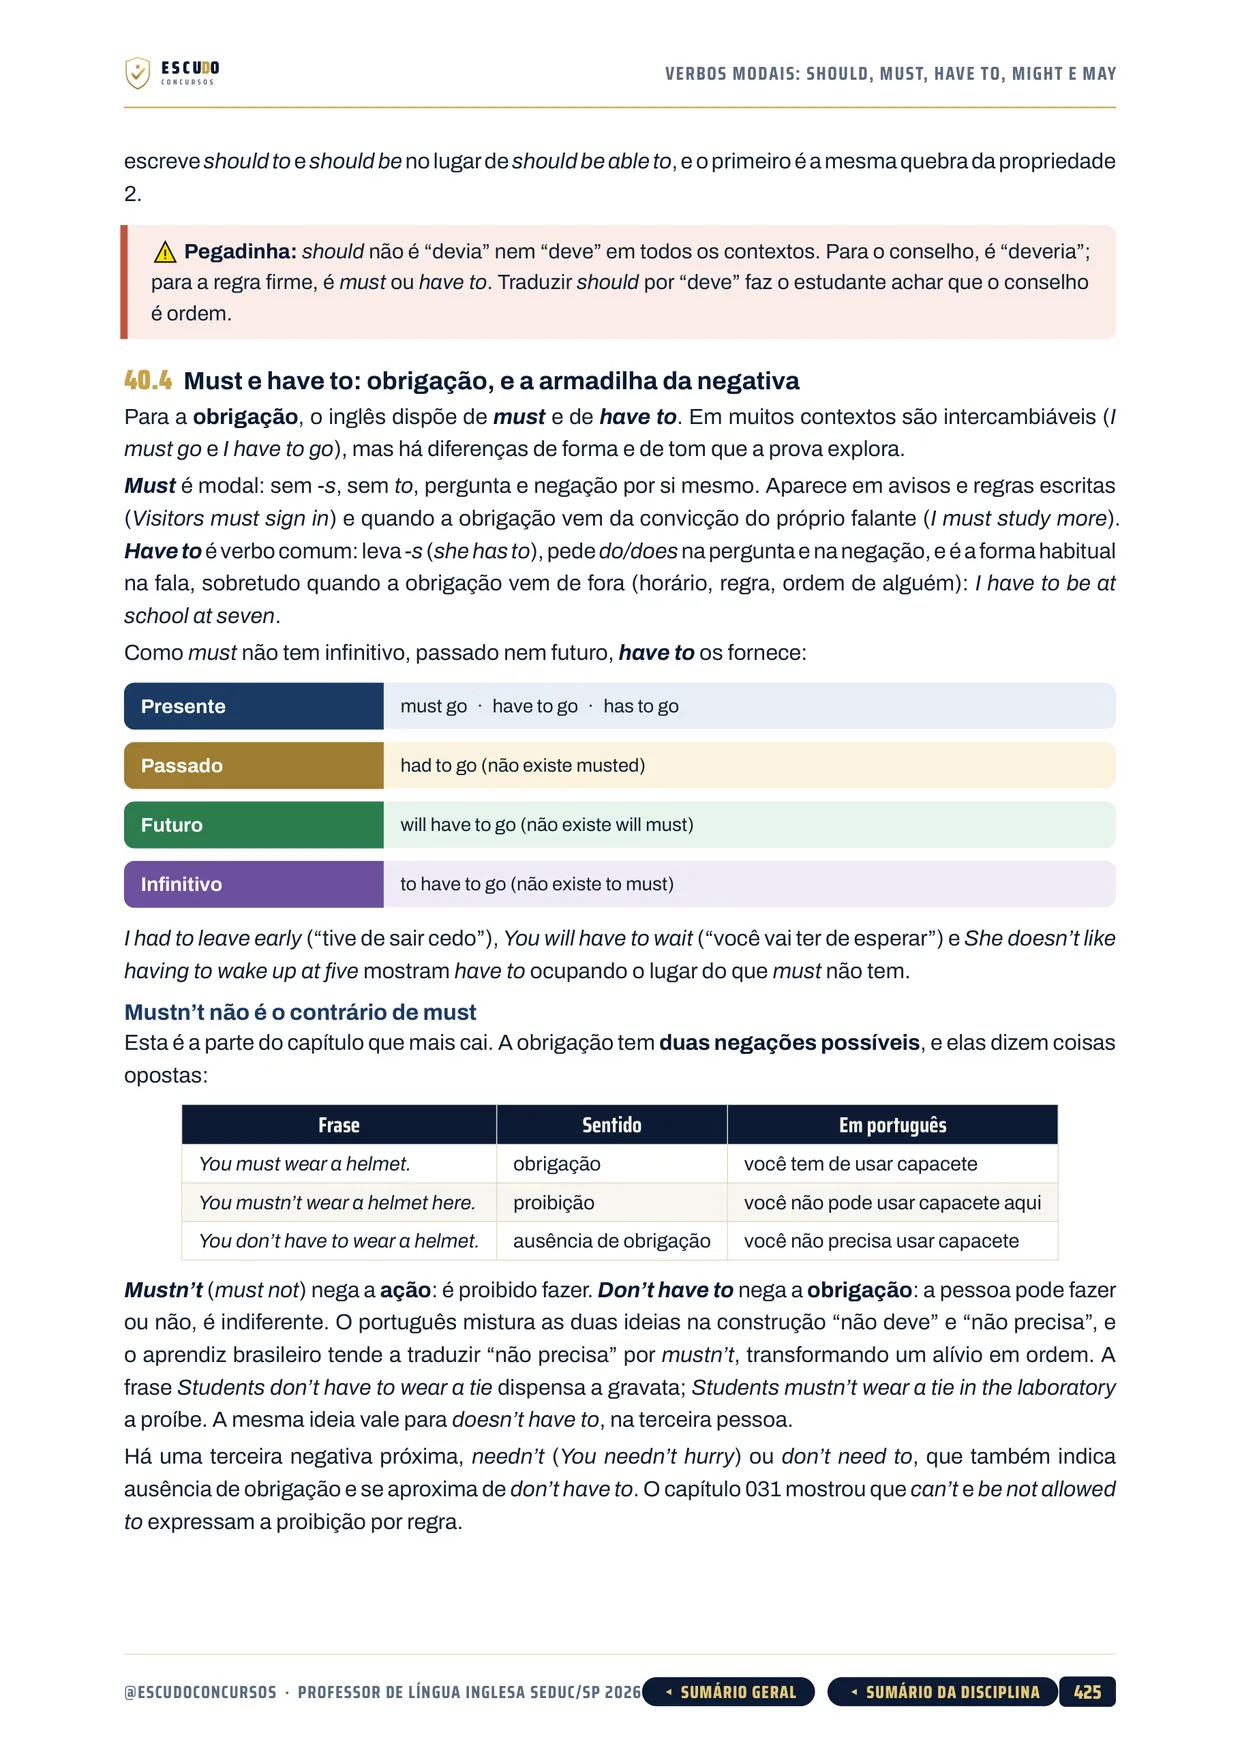 ESCUDO
CONCURSOS
VERBOS MODAIS: SHOULD, MUST, HAVE TO, MIGHT E MAY
escreve should to e should be no lugar de should be able to, e o primeiro é a mesma quebra da propriedade
2.
Pegadinha: should não é “devia” nem “deve” em todos os contextos. Para o conselho, é “deveria”;
para a regra firme, é must ou have to. Traduzir should por “deve” faz o estudante achar que o conselho
é ordem.
40.4 Must e have to: obrigação, e a armadilha da negativa
Para a obrigação, o inglês dispõe de must e de have to. Em muitos contextos são intercambiáveis (I
must go e I have to go), mas há diferenças de forma e de tom que a prova explora.
Must é modal: sem -s, sem to, pergunta e negação por si mesmo. Aparece em avisos e regras escritas
(Visitors must sign in) e quando a obrigação vem da convicção do próprio falante (I must study more).
Have to é verbo comum: leva -s (she has to), pede do/does na pergunta e na negação, e é a forma habitual
na fala, sobretudo quando a obrigação vem de fora (horário, regra, ordem de alguém): I have to be at
school at seven.
Como must não tem infinitivo, passado nem futuro, have to os fornece:
Presente must go · have to go · has to go
Passado had to go (não existe musted)
Futuro will have to go (não existe will must)
Infinitivo to have to go (não existe to must)
I had to leave early (“tive de sair cedo”), You will have to wait (“você vai ter de esperar”) e She doesn’t like
having to wake up at five mostram have to ocupando o lugar do que must não tem.
Mustn’t não é o contrário de must
Esta é a parte do capítulo que mais cai. A obrigação tem duas negações possíveis, e elas dizem coisas
opostas:
Frase Sentido Em português
You must wear a helmet. obrigação você tem de usar capacete
You mustn’t wear a helmet here. proibição você não pode usar capacete aqui
You don’t have to wear a helmet. ausência de obrigação você não precisa usar capacete
Mustn’t (must not) nega a ação: é proibido fazer. Don’t have to nega a obrigação: a pessoa pode fazer
ou não, é indiferente. O português mistura as duas ideias na construção “não deve” e “não precisa”, e
o aprendiz brasileiro tende a traduzir “não precisa” por mustn’t, transformando um alívio em ordem. A
frase Students don’t have to wear a tie dispensa a gravata; Students mustn’t wear a tie in the laboratory
a proíbe. A mesma ideia vale para doesn’t have to, na terceira pessoa.
Há uma terceira negativa próxima, needn’t (You needn’t hurry) ou don’t need to, que também indica
ausência de obrigação e se aproxima de don’t have to. O capítulo 031 mostrou que can’t e be not allowed
to expressam a proibição por regra.
@ESCUDOCONCURSOS · PROFESSOR DE LÍNGUA INGLESA SEDUC/SP 2026 SUMÁRIO GERAL SUMÁRIO DA DISCIPLINA 425